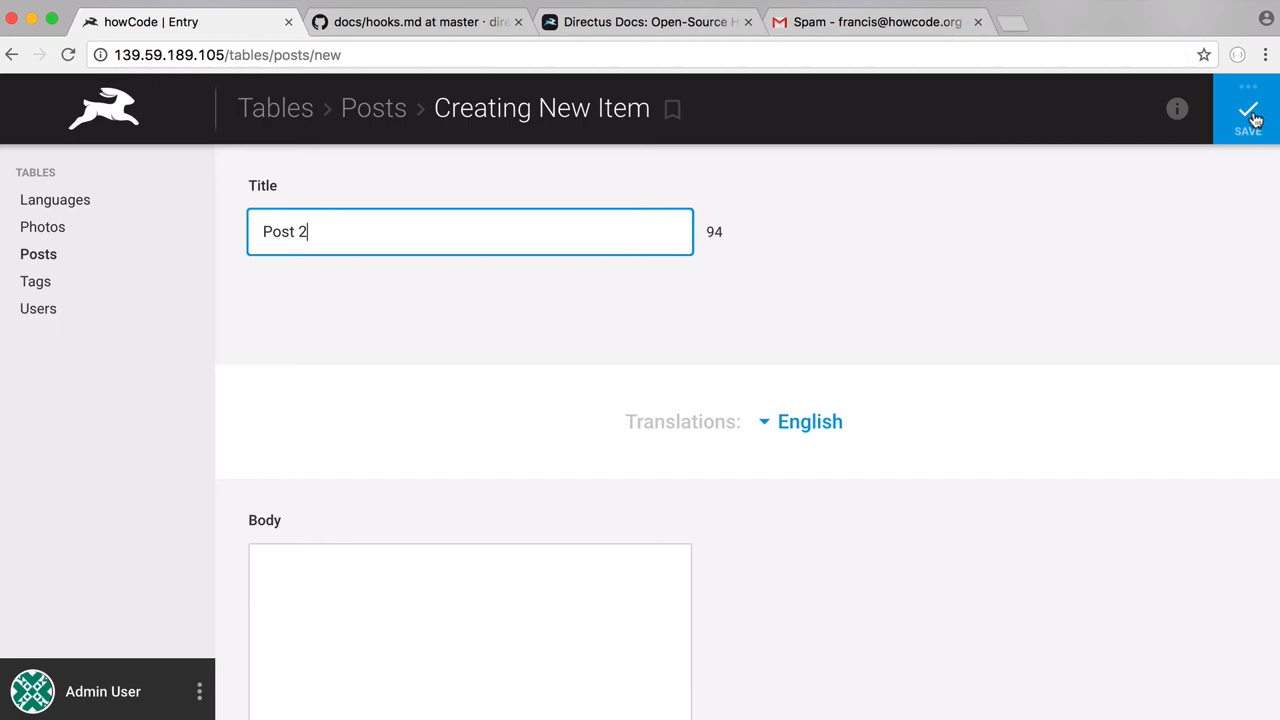 howCode | Entry
docs/hooks.md at master · dire
Directus Docs: Open-Source H
Spam - francis@howcode.org -
139.59.189.105/tables/posts/new
Tables > Posts > Creating New Item
SAVE
TABLES
Languages
Photos
Posts
Tags
Users
Title
Post 2
94
Translations: English
Body
Admin User